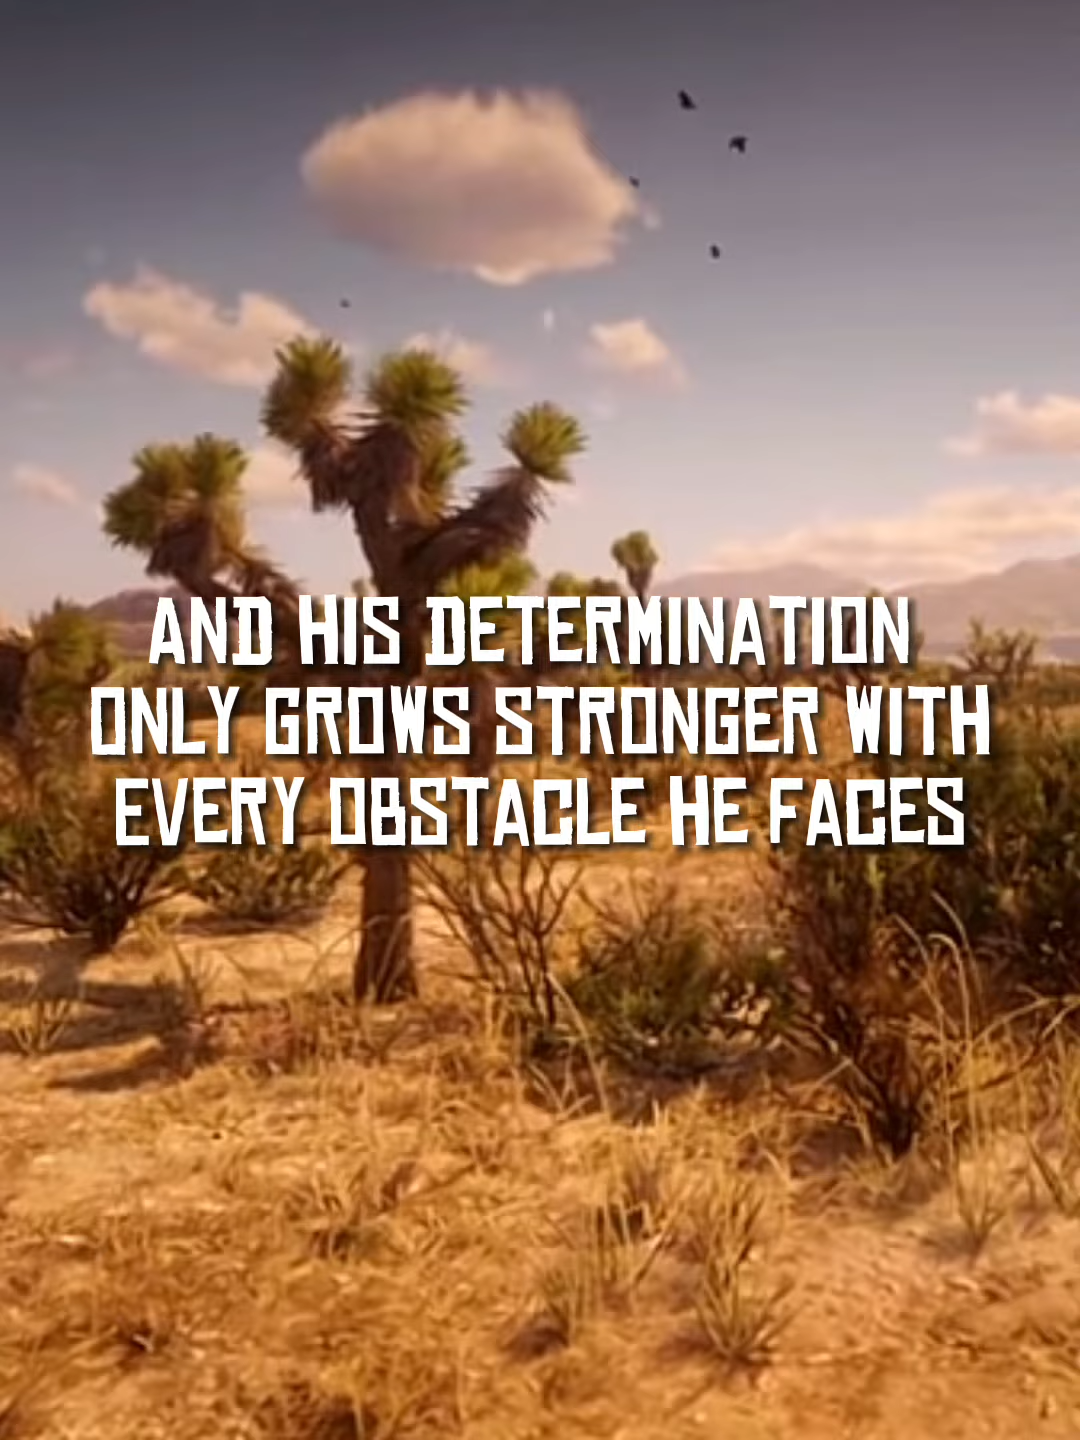 AND HIS DETERMINATION
ONLY GROWS STRONGER WITH
EVERY OBSTACLE HE FACES